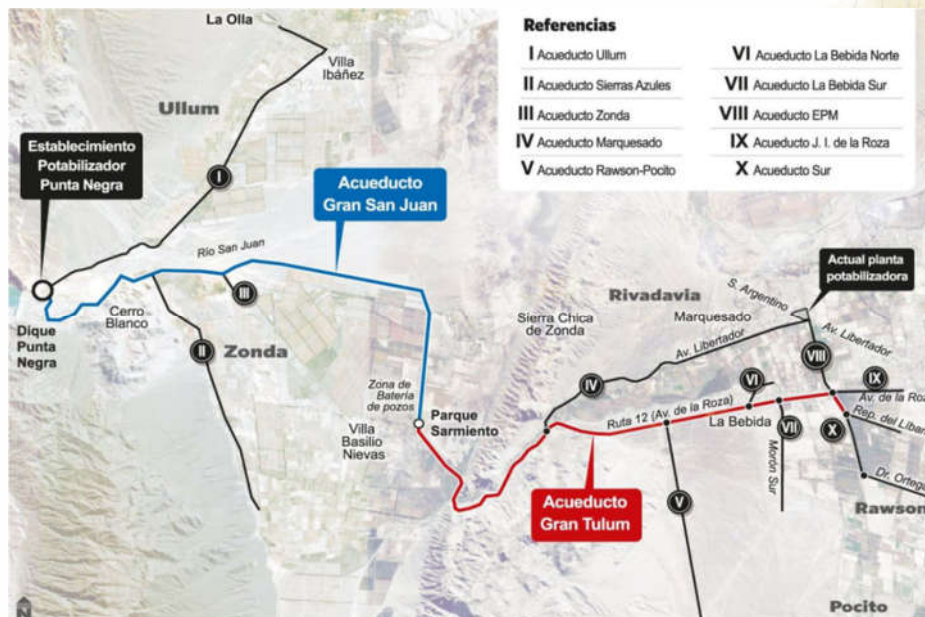 La Olla
Villa
Ibáñez
Ullum
Establecimiento
Potabilizador
Punta Negra
I
Acueducto
Gran San Juan
Río San Juan
III
Cerro
Blanco
Dique
Punta
Negra
II
Zonda
Zona de
Batería
de pozos
Villa
Basilio
Nievas
Parque
Sarmiento
Referencias
I Acueducto Ullum
II Acueducto Sierras Azules
III Acueducto Zonda
IV Acueducto Marquesado
V Acueducto Rawson-Pocito
VI Acueducto La Bebida Norte
VII Acueducto La Bebida Sur
VIII Acueducto EPM
IX Acueducto J. I. de la Roza
X Acueducto Sur
Actual planta
potabilizadora
Rivadavia
S. Argentino
Sierra Chica
de Zonda
Marquesado
Av. Libertador
Av. Libertador
VIII
IV
VI
IX
Av. de la Roza
Ruta 12 (Av. de la Roza)
La Bebida
VII
X
Rep. del Líbano
Morón Sur
Acueducto
Gran Tulum
V
Dr. Ortega
Rawson
Pocito
N